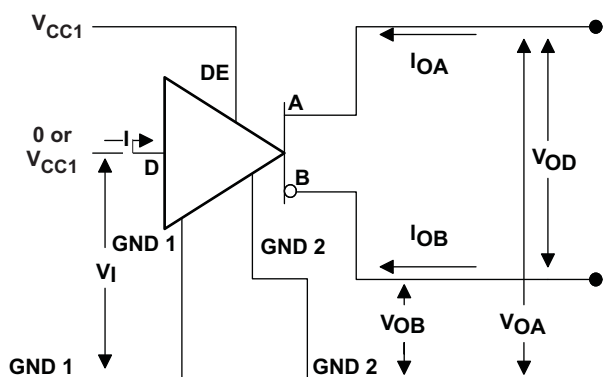 VCC1
DE
IOA
A
0 or
VCC1
II
D
VOD
B
GND 1
GND 2
IOB
VI
VOB
VOA
GND 1
GND 2